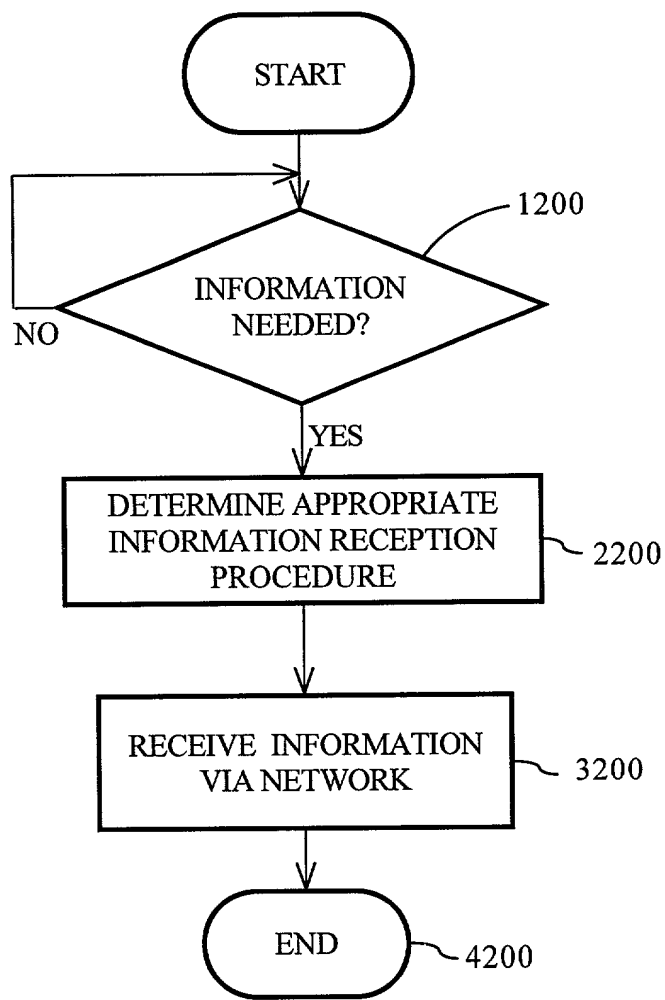 START
1200
INFORMATION
NEEDED?
NO
YES
DETERMINE APPROPRIATE
INFORMATION RECEPTION
PROCEDURE
2200
RECEIVE INFORMATION
VIA NETWORK
3200
END
4200